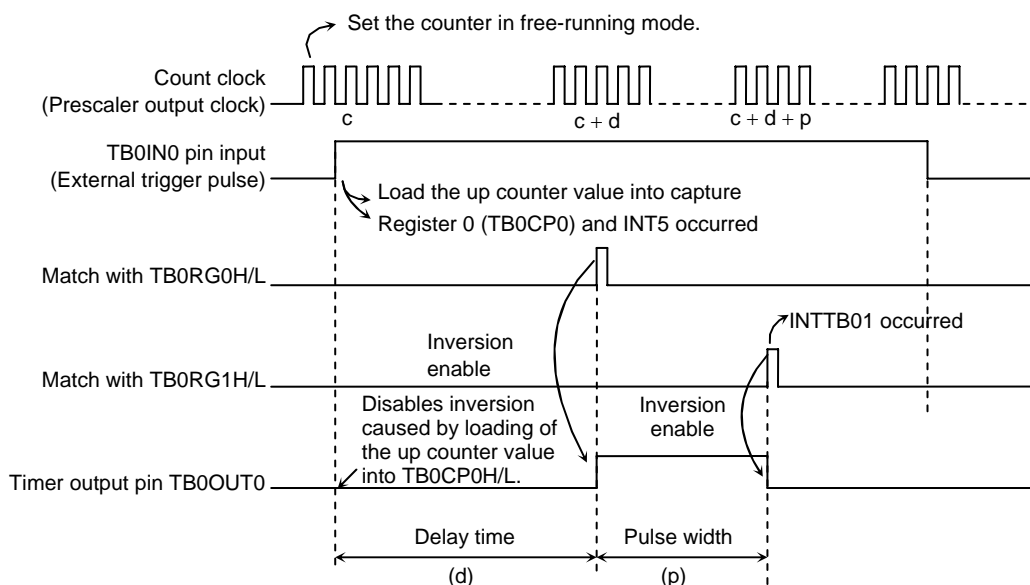 Set the counter in free-running mode.
Count clock
(Prescaler output clock)
c
c + d
c + d + p
TB0IN0 pin input
(External trigger pulse)
Load the up counter value into capture
Register 0 (TB0CP0) and INT5 occurred
Match with TB0RG0H/L
INTTB01 occurred
Inversion
enable
Match with TB0RG1H/L
Disables inversion
caused by loading of
the up counter value
into TB0CP0H/L.
Inversion
enable
Timer output pin TB0OUT0
Delay time
Pulse width
(d)
(p)